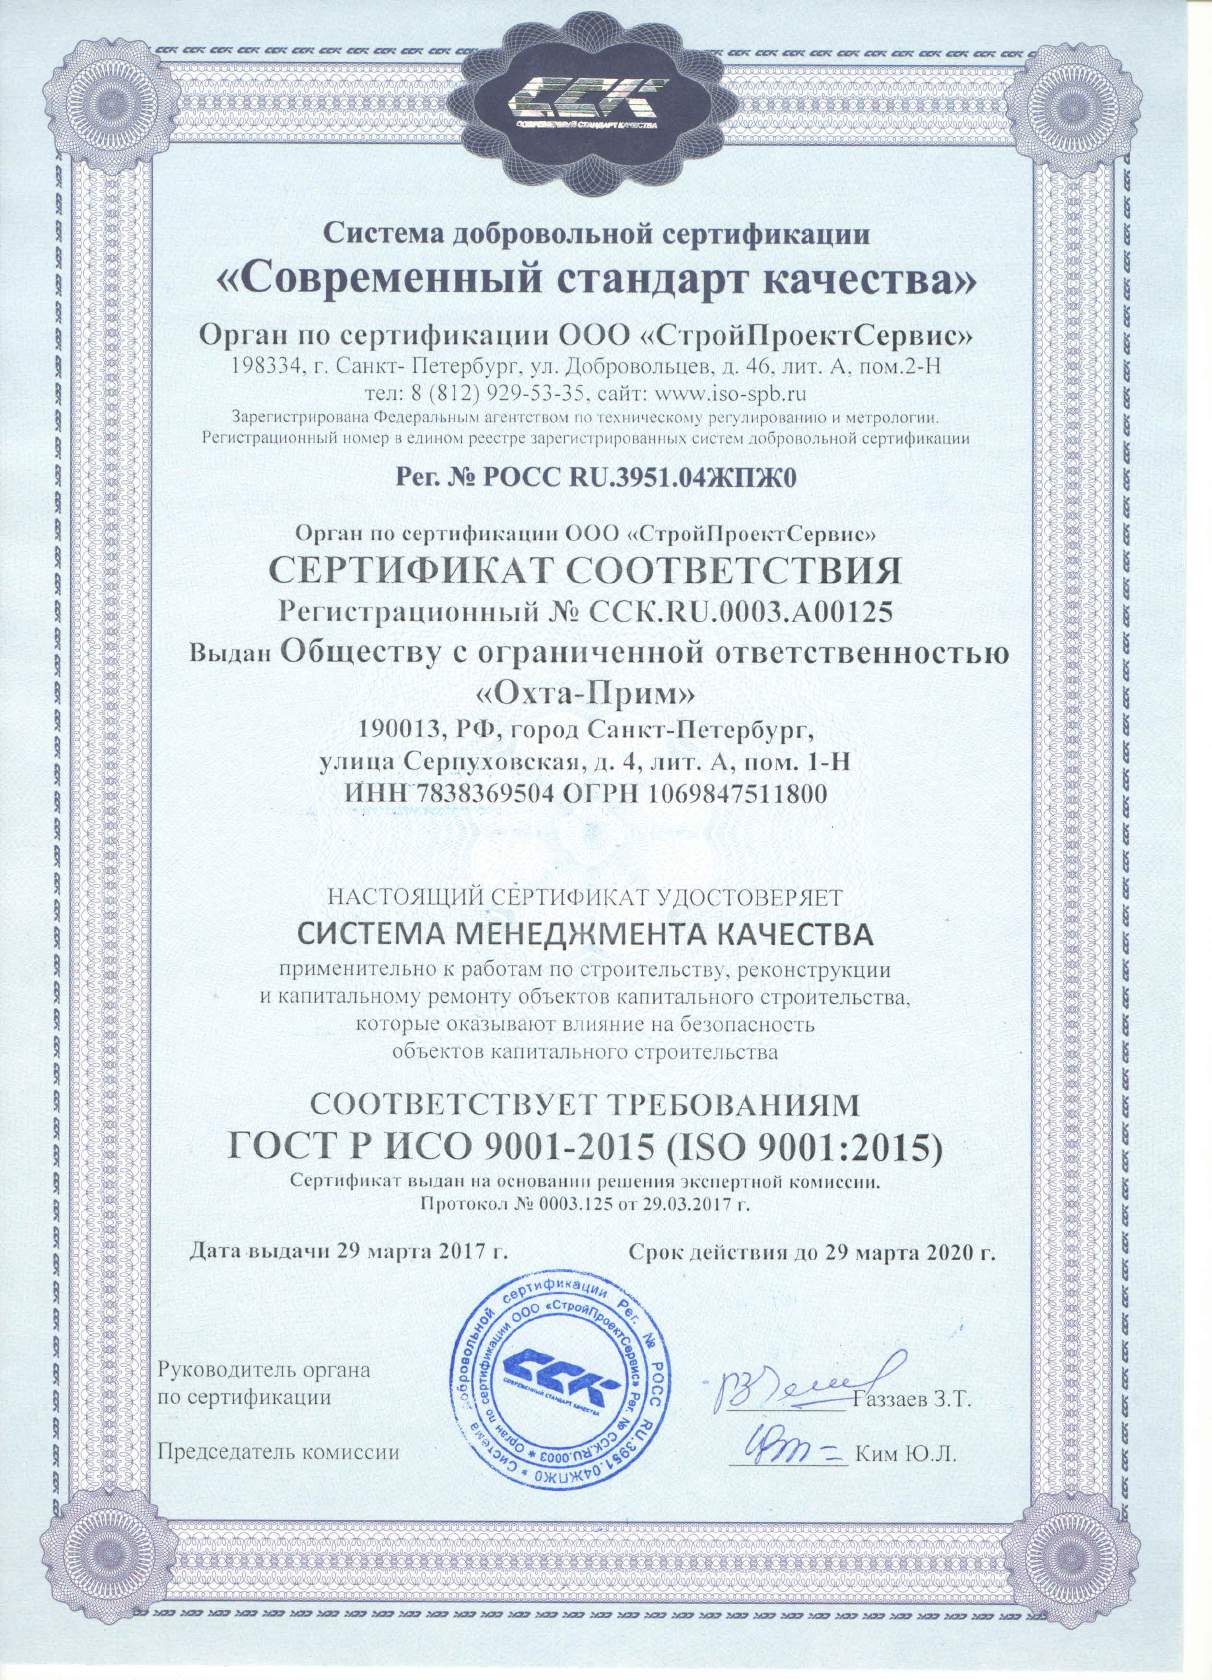 ССК
СОВРЕМЕННЫЙ СТАНДАРТ КАЧЕСТВА
Система добровольной сертификации
«Современный стандарт качества»
Орган по сертификации ООО «СтройПроектСервис»
198334, г. Санкт- Петербург, ул. Добровольцев, д. 46, лит. А, пом.2-Н
тел: 8 (812) 929-53-35, сайт: www.iso-spb.ru
Зарегистрирована Федеральным агентством по техническому регулированию и метрологии.
Регистрационный номер в едином реестре зарегистрированных систем добровольной сертификации
Рег. № РОСС RU.3951.04ЖПЖ0
Орган по сертификации ООО «СтройПроектСервис»
СЕРТИФИКАТ СООТВЕТСТВИЯ
Регистрационный № ССК.RU.0003.А00125
Выдан Обществу с ограниченной ответственностью
«Охта-Прим»
190013, РФ, город Санкт-Петербург,
улица Серпуховская, д. 4, лит. А, пом. 1-Н
ИНН 7838369504 ОГРН 1069847511800
НАСТОЯЩИЙ СЕРТИФИКАТ УДОСТОВЕРЯЕТ
СИСТЕМА МЕНЕДЖМЕНТА КАЧЕСТВА
применительно к работам по строительству, реконструкции
и капитальному ремонту объектов капитального строительства,
которые оказывают влияние на безопасность
объектов капитального строительства
СООТВЕТСТВУЕТ ТРЕБОВАНИЯМ
ГОСТ Р ИСО 9001-2015 (ISO 9001:2015)
Сертификат выдан на основании решения экспертной комиссии.
Протокол № 0003.125 от 29.03.2017 г.
Дата выдачи 29 марта 2017 г. Срок действия до 29 марта 2020 г.
Система добровольной сертификации Рег. № РОСС RU.3951.04ЖПЖ0 *
Орган по сертификации ООО «СтройПроектСервис» Рег. № ССК.RU.0003 *
ССК
СОВРЕМЕННЫЙ СТАНДАРТ КАЧЕСТВА
Руководитель органа
по сертификации Газзаев З.Т.
Председатель комиссии Ким Ю.Л.